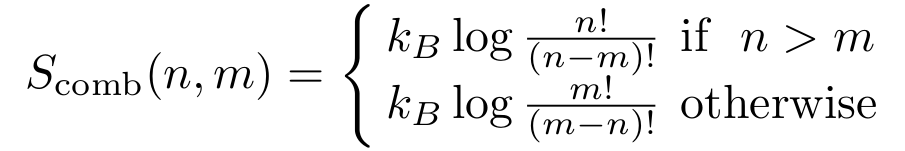 S_comb(n, m) = { k_B log n!/(n−m)! if n > m
k_B log m!/(m−n)! otherwise